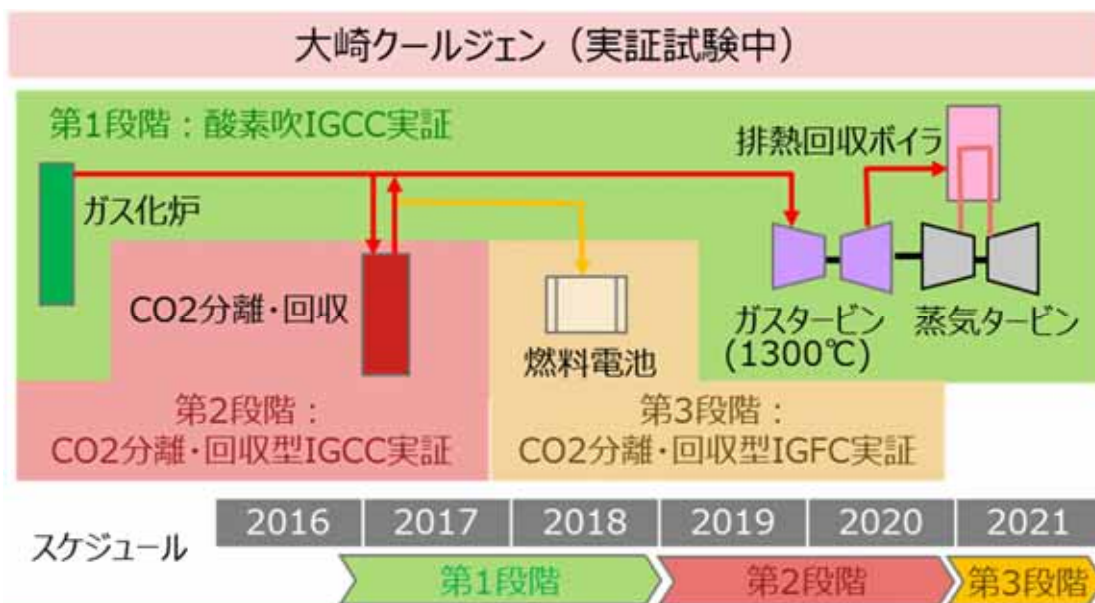 大崎クールジェン（実証試験中）
第1段階：酸素吹IGCC実証
排熱回収ボイラ
ガス化炉
CO2分離・回収
燃料電池
ガスタービン
(1300℃)
蒸気タービン
第2段階：
CO2分離・回収型IGCC実証
第3段階：
CO2分離・回収型IGFC実証
スケジュール
2016 2017 2018 2019 2020 2021
第1段階 第2段階 第3段階